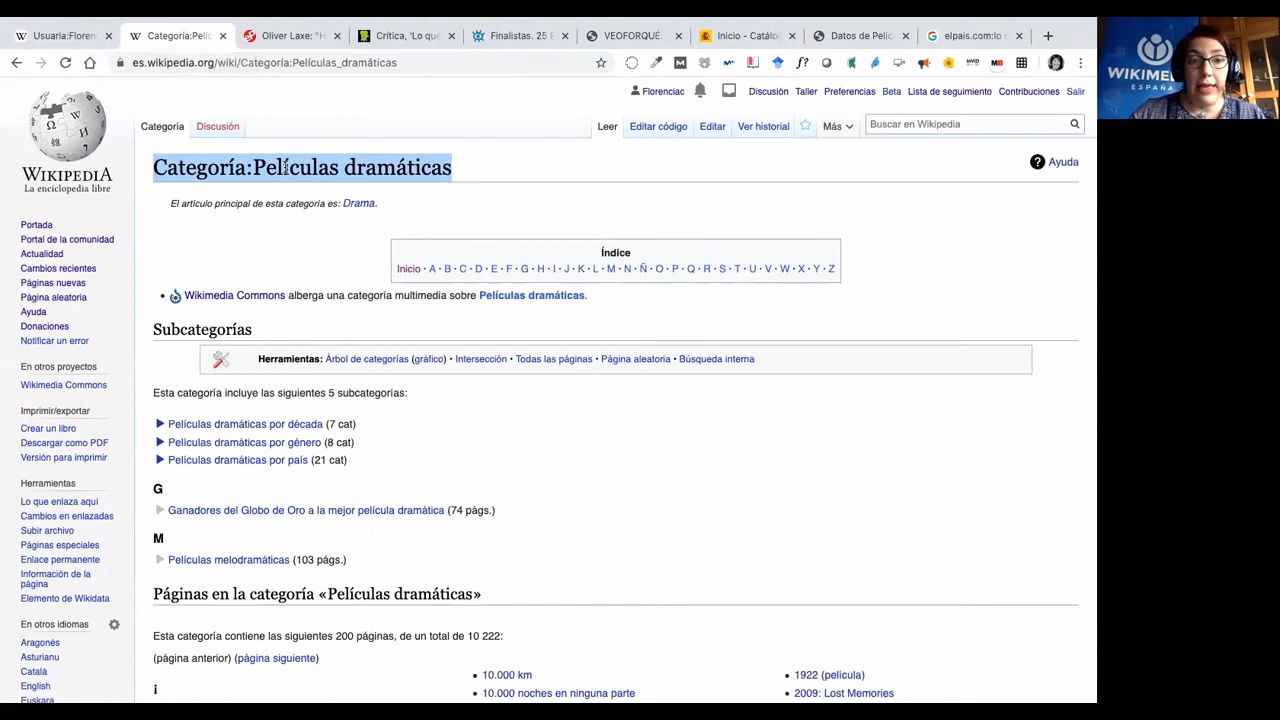 Usuaria:Floren
Categoría:Pelíc
Oliver Laxe: "H
Crítica, 'Lo que
Finalistas. 25 E
VEOFORQUÉ.
Inicio - Catálo
Datos de Pelíc
elpais.com:lo c
es.wikipedia.org/wiki/Categoría:Películas_dramáticas
WIKIMEDIA
ESPAÑA
Florenciac Discusión Taller Preferencias Beta Lista de seguimiento Contribuciones Salir
Categoría Discusión Leer Editar código Editar Ver historial Más Buscar en Wikipedia
WIKIPEDIA
La enciclopedia libre
Categoría:Películas dramáticas
Ayuda
El artículo principal de esta categoría es: Drama.
Índice
Inicio · A · B · C · D · E · F · G · H · I · J · K · L · M · N · Ñ · O · P · Q · R · S · T · U · V · W · X · Y · Z
• Wikimedia Commons alberga una categoría multimedia sobre Películas dramáticas.
Subcategorías
Herramientas: Árbol de categorías (gráfico) • Intersección • Todas las páginas • Página aleatoria • Búsqueda interna
Esta categoría incluye las siguientes 5 subcategorías:
Películas dramáticas por década (7 cat)
Películas dramáticas por género (8 cat)
Películas dramáticas por país (21 cat)
G
Ganadores del Globo de Oro a la mejor película dramática (74 págs.)
M
Películas melodramáticas (103 págs.)
Páginas en la categoría «Películas dramáticas»
Esta categoría contiene las siguientes 200 páginas, de un total de 10 222:
(página anterior) (página siguiente)
¡
• 10.000 km
• 10.000 noches en ninguna parte
• 1922 (película)
• 2009: Lost Memories
Portada
Portal de la comunidad
Actualidad
Cambios recientes
Páginas nuevas
Página aleatoria
Ayuda
Donaciones
Notificar un error
En otros proyectos
Wikimedia Commons
Imprimir/exportar
Crear un libro
Descargar como PDF
Versión para imprimir
Herramientas
Lo que enlaza aquí
Cambios en enlazadas
Subir archivo
Páginas especiales
Enlace permanente
Información de la
página
Elemento de Wikidata
En otros idiomas
Aragonés
Asturianu
Català
English
Euskara